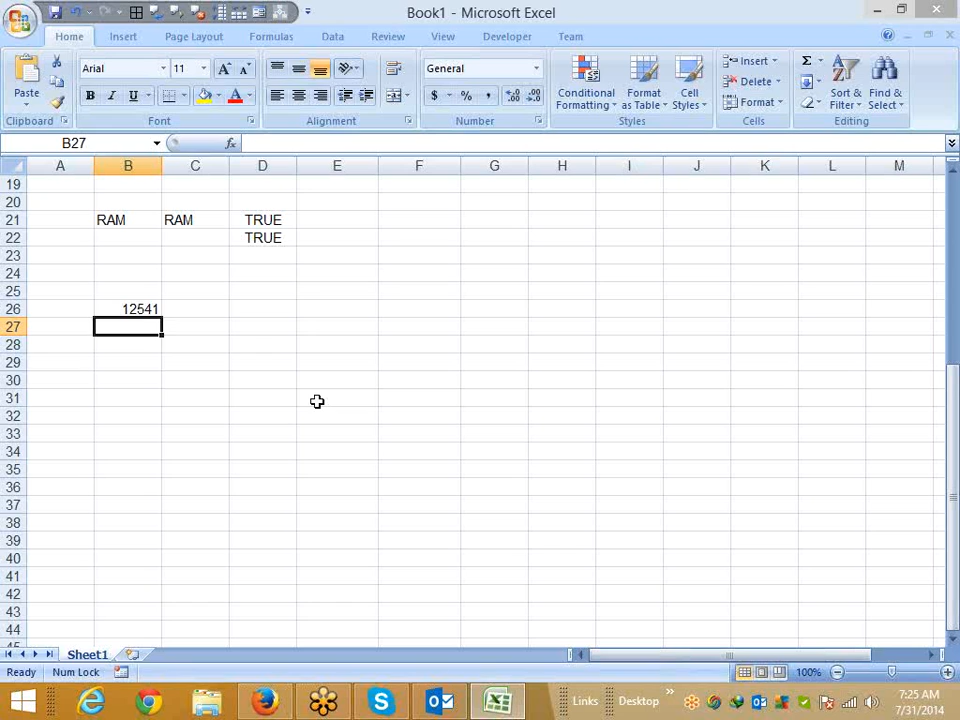 Book1 - Microsoft Excel
Home Insert Page Layout Formulas Data Review View Developer Team
Arial 11 General Insert
Paste Conditional Formatting Format as Table Cell Styles Delete Sort & Filter Find & Select
B I U $ % , Format
Clipboard Font Alignment Number Styles Cells Editing
B27 fx
A B C D E F G H I J K L M
19
20
21 RAM RAM TRUE
22 TRUE
23
24
25
26 12541
27
28
29
30
31
32
33
34
35
36
37
38
39
40
41
42
43
44
45
Sheet1
Ready Num Lock 100%
Links Desktop 7:25 AM
7/31/2014